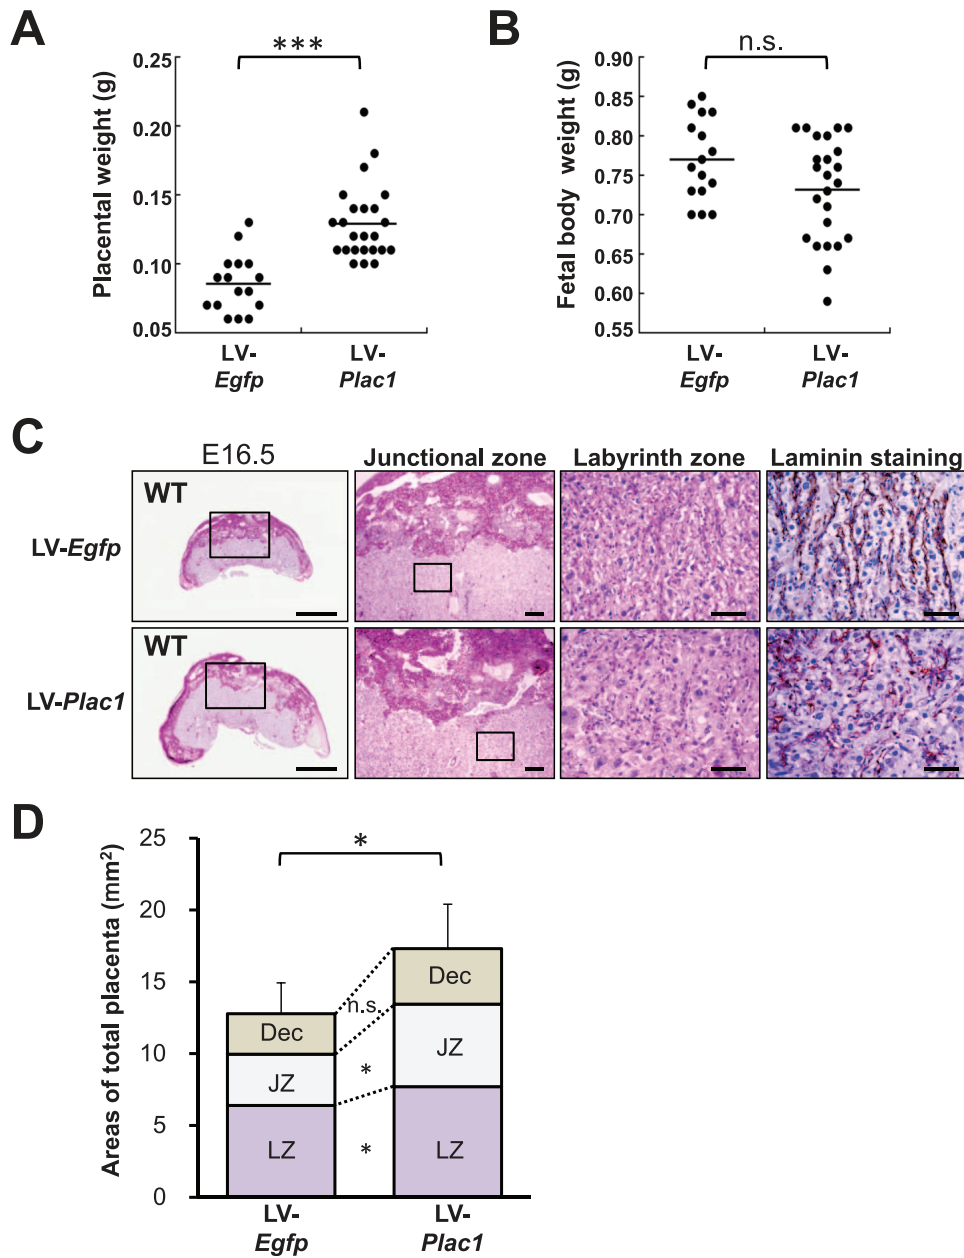 A
***
Placental weight (g)
0.25
0.20
0.15
0.10
0.05
LV-
Egfp
LV-
Plac1
B
n.s.
Fetal body weight (g)
0.90
0.85
0.80
0.75
0.70
0.65
0.60
0.55
LV-
Egfp
LV-
Plac1
C
E16.5
Junctional zone
Labyrinth zone
Laminin staining
LV-Egfp
WT
LV-Plac1
WT
D
Areas of total placenta (mm²)
25
20
15
10
5
0
*
Dec
JZ
LZ
n.s.
*
*
Dec
JZ
LZ
LV-
Egfp
LV-
Plac1